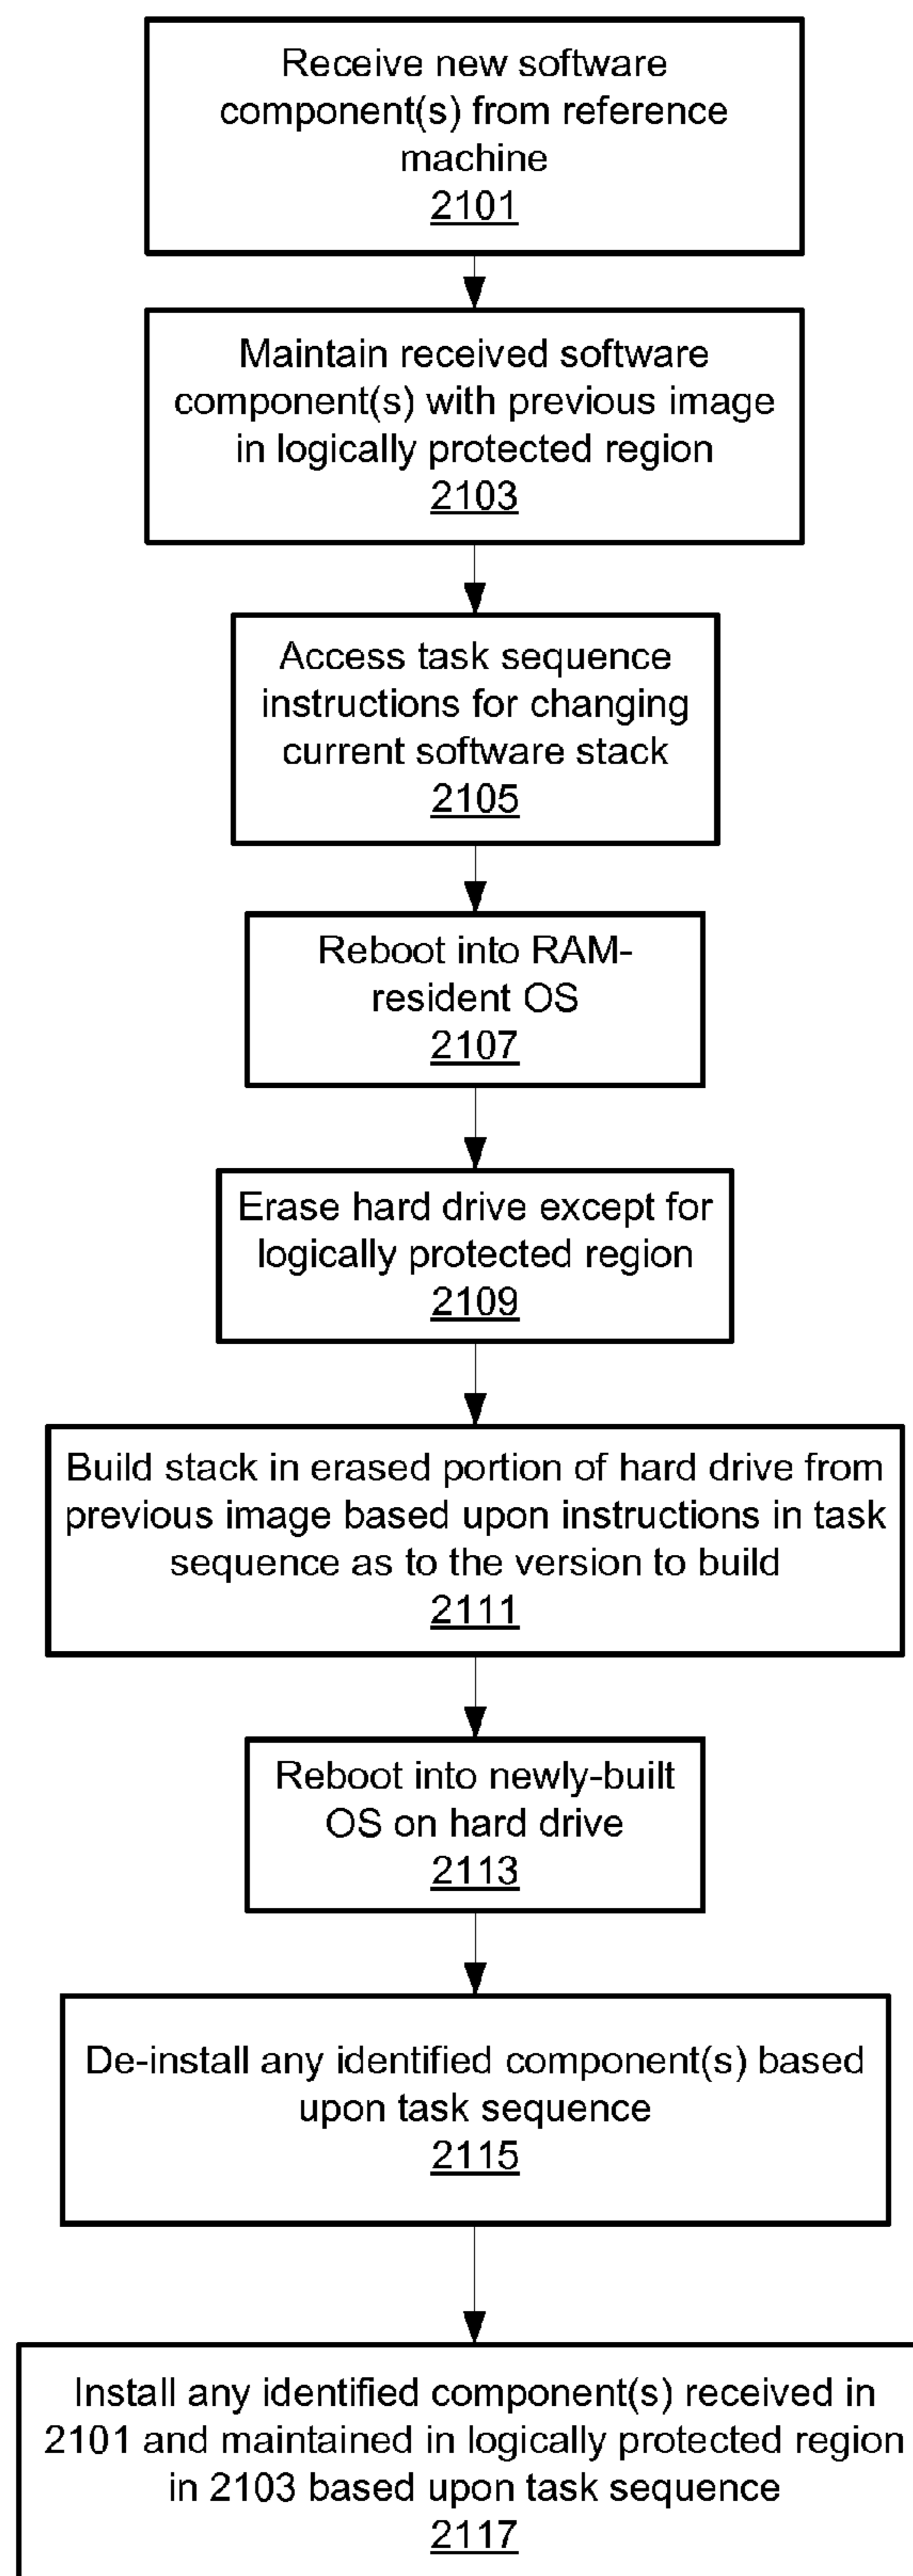 Receive new software
component(s) from reference
machine
2101
Maintain received software
component(s) with previous image
in logically protected region
2103
Access task sequence
instructions for changing
current software stack
2105
Reboot into RAM-
resident OS
2107
Erase hard drive except for
logically protected region
2109
Build stack in erased portion of hard drive from
previous image based upon instructions in task
sequence as to the version to build
2111
Reboot into newly-built
OS on hard drive
2113
De-install any identified component(s) based
upon task sequence
2115
Install any identified component(s) received in
2101 and maintained in logically protected region
in 2103 based upon task sequence
2117